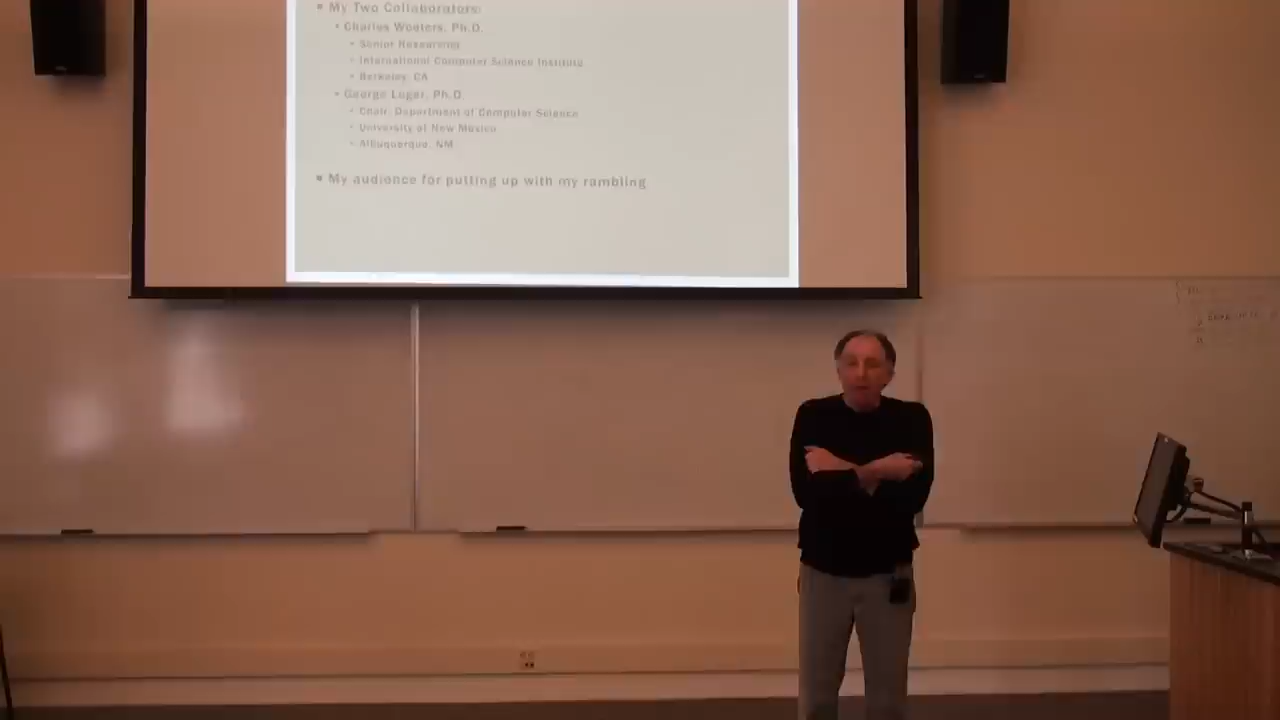 My Two Collaborators:
Charles Wooters, Ph.D.
Senior Researcher
International Computer Science Institute
Berkeley, CA
George Luger, Ph.D.
Chair, Department of Computer Science
University of New Mexico
Albuquerque, NM
My audience for putting up with my rambling